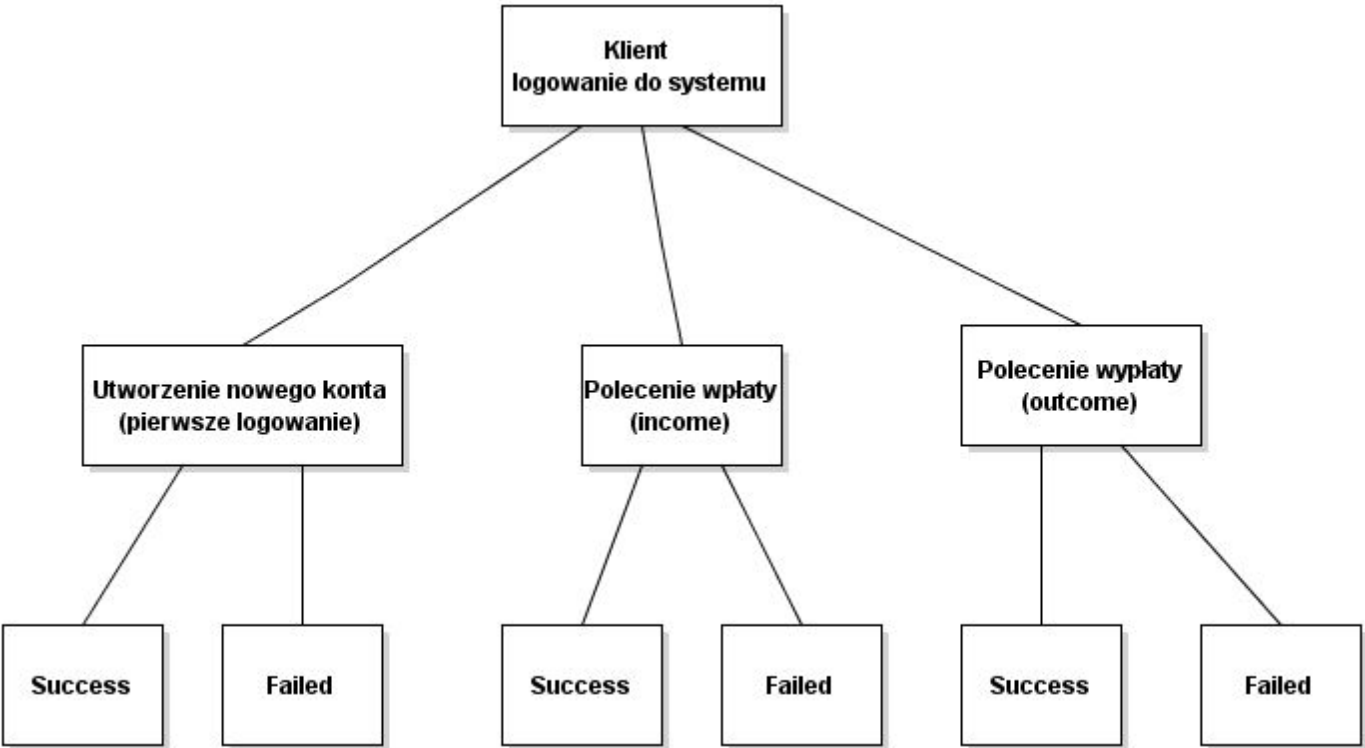 Klient
logowanie do systemu
Utworzenie nowego konta
(pierwsze logowanie)
Polecenie wpłaty
(income)
Polecenie wypłaty
(outcome)
Success
Failed
Success
Failed
Success
Failed